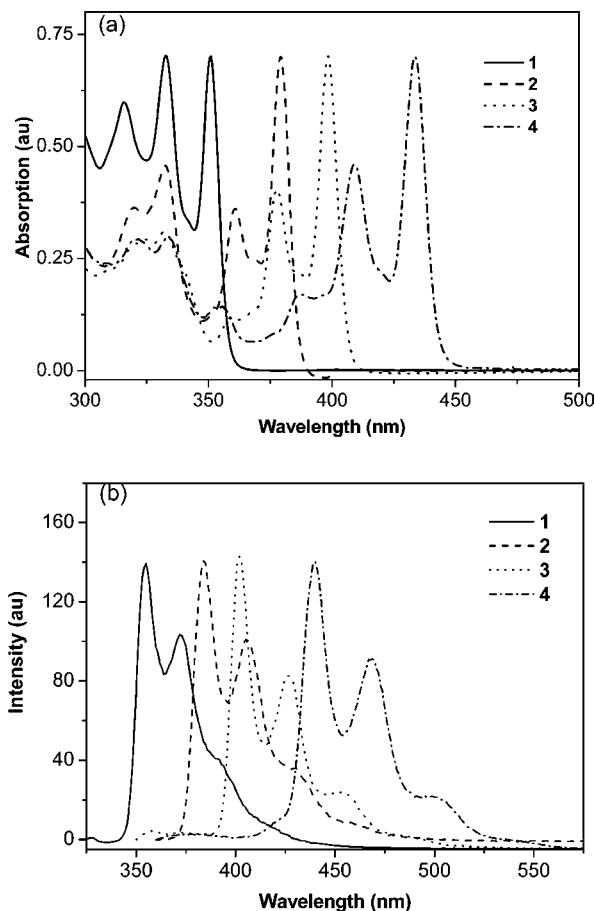 (a)
0.75
0.50
0.25
0.00
Absorption (au)
1
2
3
4
300 350 400 450 500
Wavelength (nm)
(b)
160
120
80
40
0
Intensity (au)
1
2
3
4
350 400 450 500 550
Wavelength (nm)